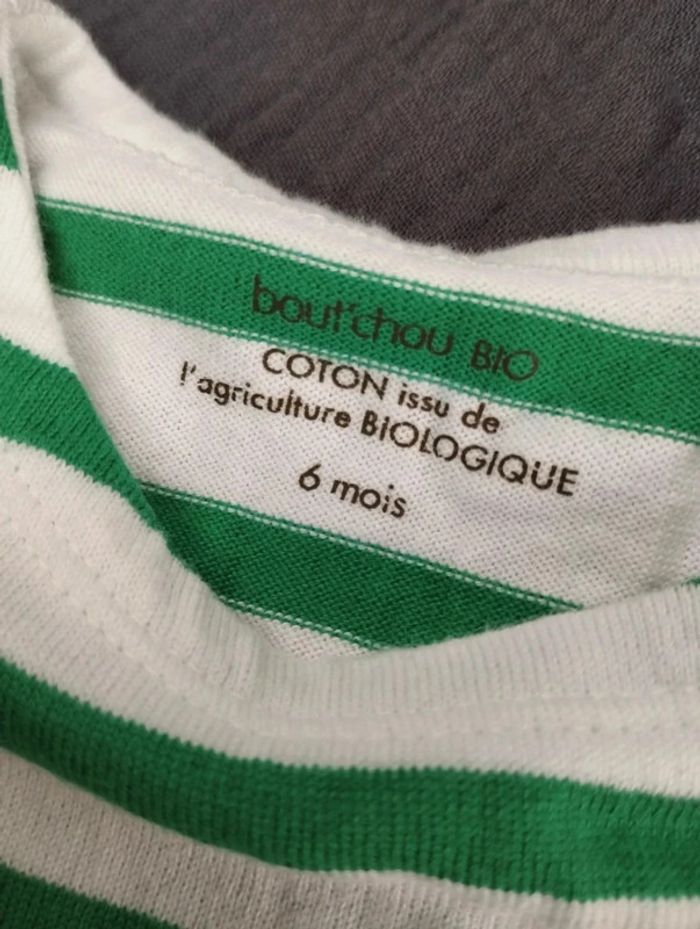 bout'chou BIO
COTON issu de
l'agriculture BIOLOGIQUE
6 mois